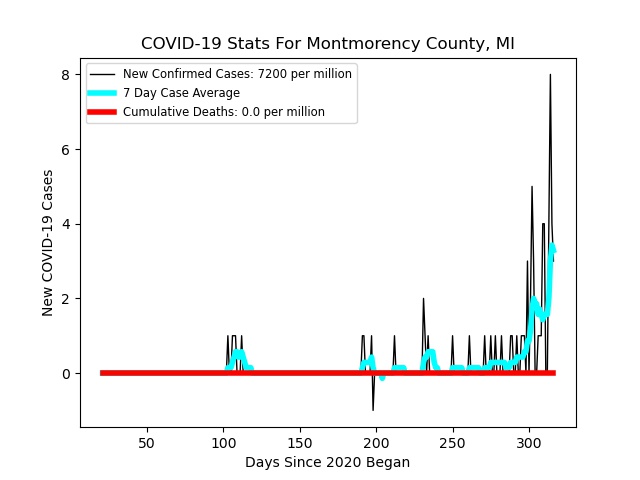 COVID-19 Stats For Montmorency County, MI
New Confirmed Cases: 7200 per million
7 Day Case Average
Cumulative Deaths: 0.0 per million
New COVID-19 Cases
8
6
4
2
0
50 100 150 200 250 300
Days Since 2020 Began